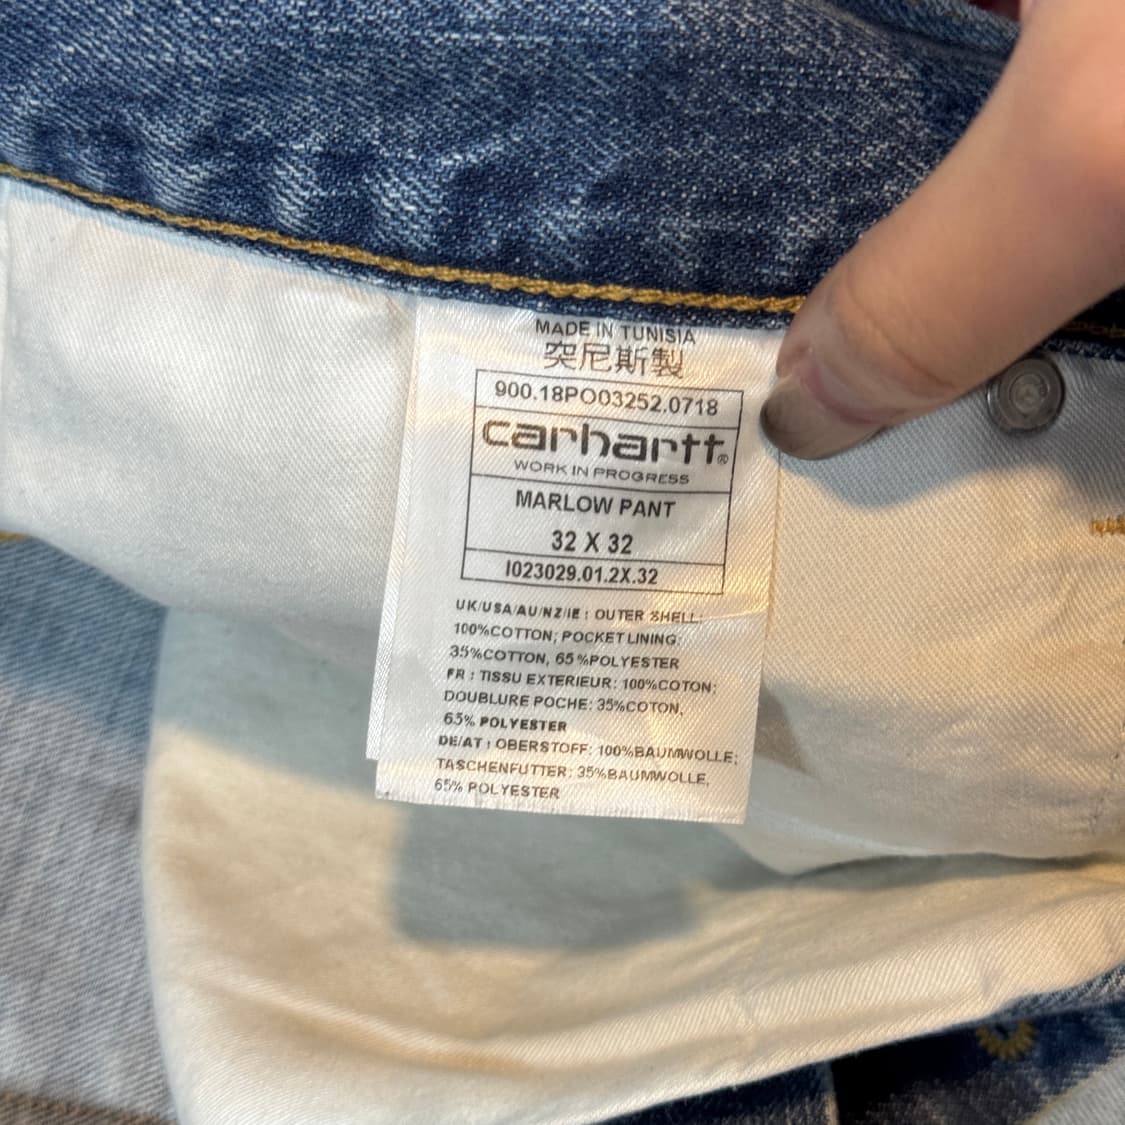 MADE IN TUNISIA
突尼斯製
900.18PO03252.0718
carhartt®
WORK IN PROGRESS
MARLOW PANT
32 X 32
I023029.01.2X.32
UK/USA/AU/NZ/IE : OUTER SHELL:
100%COTTON; POCKET LINING:
35%COTTON, 65%POLYESTER
FR : TISSU EXTERIEUR: 100%COTON;
DOUBLURE POCHE: 35%COTON,
65% POLYESTER
DE/AT : OBERSTOFF: 100%BAUMWOLLE;
TASCHENFUTTER: 35%BAUMWOLLE,
65% POLYESTER